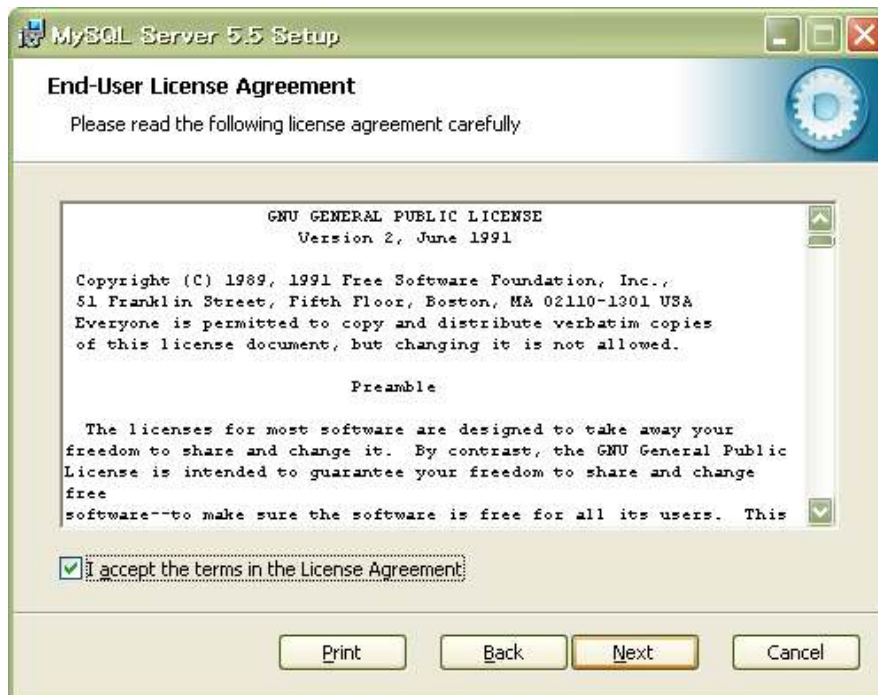 MySQL Server 5.5 Setup
End-User License Agreement
Please read the following license agreement carefully
GNU GENERAL PUBLIC LICENSE
Version 2, June 1991
Copyright (C) 1989, 1991 Free Software Foundation, Inc.,
51 Franklin Street, Fifth Floor, Boston, MA 02110-1301 USA
Everyone is permitted to copy and distribute verbatim copies
of this license document, but changing it is not allowed.
Preamble
The licenses for most software are designed to take away your
freedom to share and change it. By contrast, the GNU General Public
License is intended to guarantee your freedom to share and change
free
software--to make sure the software is free for all its users. This
I accept the terms in the License Agreement
Print Back Next Cancel